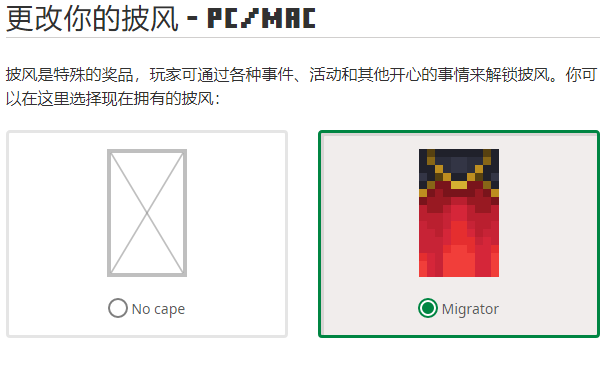 更改你的披风 - PC/MAC
披风是特殊的奖品，玩家可通过各种事件、活动和其他开心的事情来解锁披风。你可
以在这里选择现在拥有的披风：
No cape
Migrator